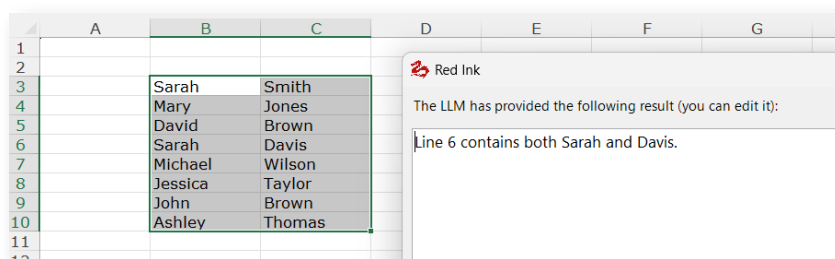 A B C D E F G
1
2
3 Sarah Smith
4 Mary Jones
5 David Brown
6 Sarah Davis
7 Michael Wilson
8 Jessica Taylor
9 John Brown
10 Ashley Thomas
11
Red Ink
The LLM has provided the following result (you can edit it):
Line 6 contains both Sarah and Davis.